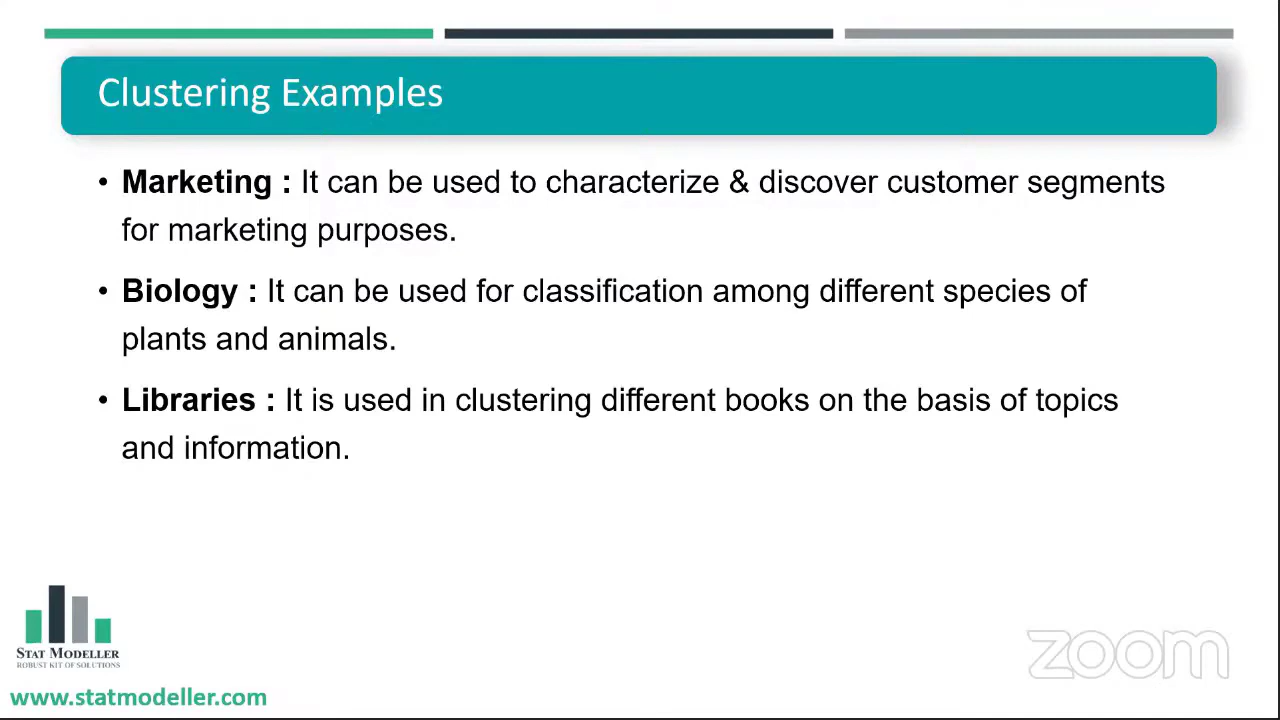 Clustering Examples
• Marketing : It can be used to characterize & discover customer segments
for marketing purposes.
• Biology : It can be used for classification among different species of
plants and animals.
• Libraries : It is used in clustering different books on the basis of topics
and information.
STAT MODELLER
ROBUST KIT OF SOLUTIONS
zoom
www.statmodeller.com